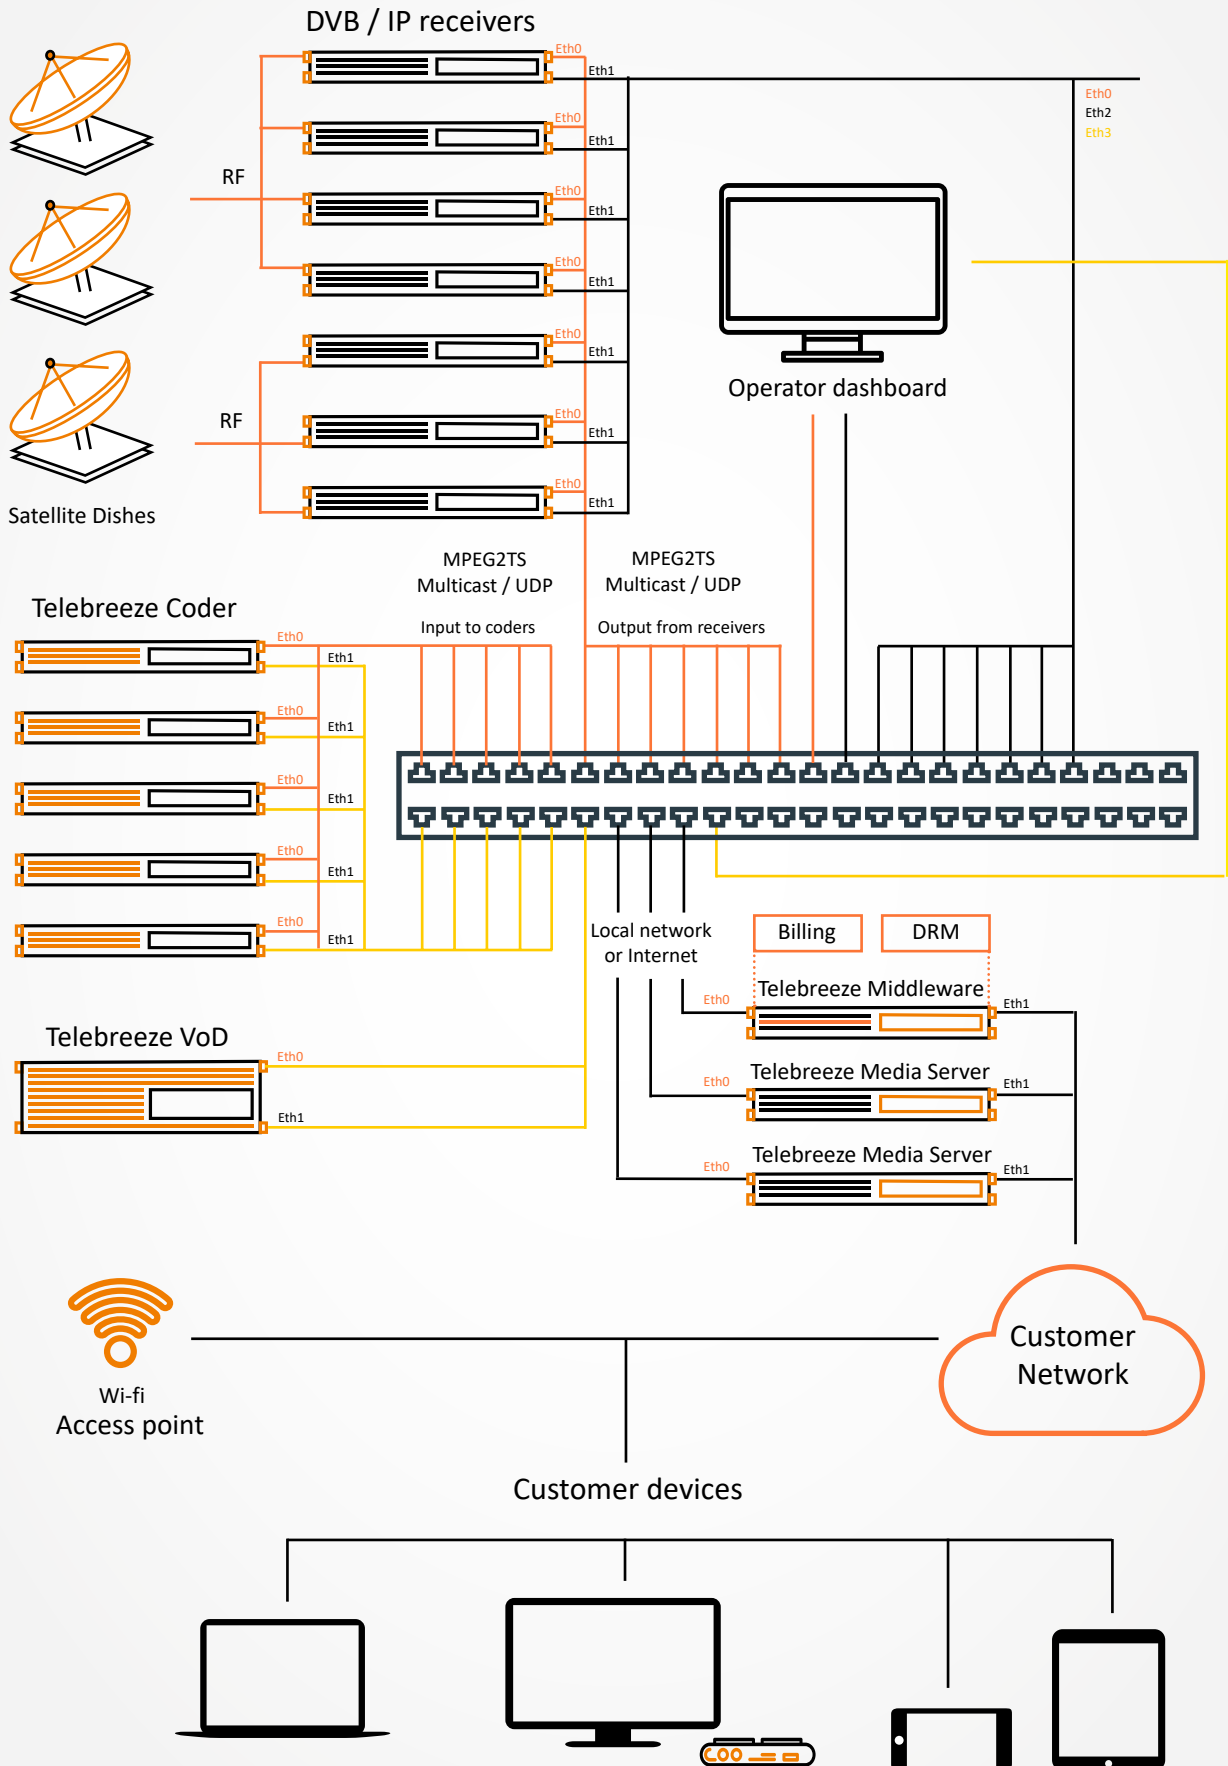 DVB / IP receivers
Eth0
Eth1
Eth0
Eth2
Eth3
Eth0
Eth1
RF
Eth0
Eth1
Eth0
Eth1
Eth0
Eth1
Operator dashboard
RF
Eth0
Eth1
Eth0
Eth1
Satellite Dishes
MPEG2TS
Multicast / UDP
MPEG2TS
Multicast / UDP
Telebreeze Coder
Input to coders
Output from receivers
Eth0
Eth1
Eth0
Eth1
Eth0
Eth1
Eth0
Eth1
Eth0
Eth1
Local network
or Internet
Billing
DRM
Telebreeze Middleware
Eth0
Eth1
Telebreeze VoD
Eth0
Eth1
Telebreeze Media Server
Eth0
Eth1
Telebreeze Media Server
Eth0
Eth1
Customer
Network
Wi-fi
Access point
Customer devices